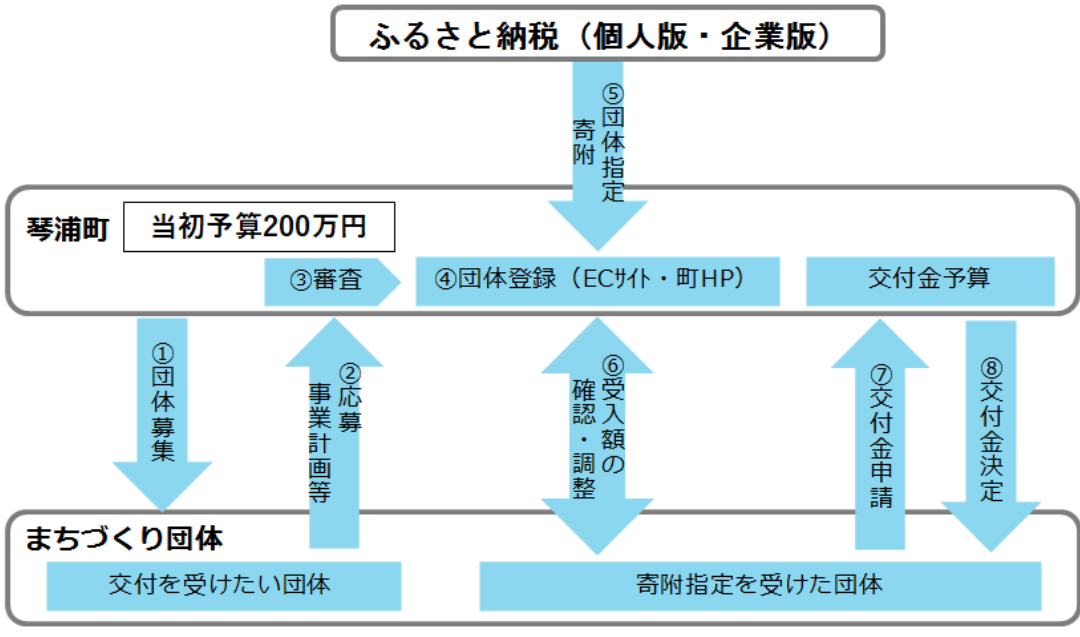 ふるさと納税（個人版・企業版）
⑤団体指定
寄附
琴浦町
当初予算200万円
③審査
④団体登録（ECｻｲﾄ・町HP）
交付金予算
①団体募集
②応募
事業計画等
⑥受入額の
確認・調整
⑦交付金申請
⑧交付金決定
まちづくり団体
交付を受けたい団体
寄附指定を受けた団体